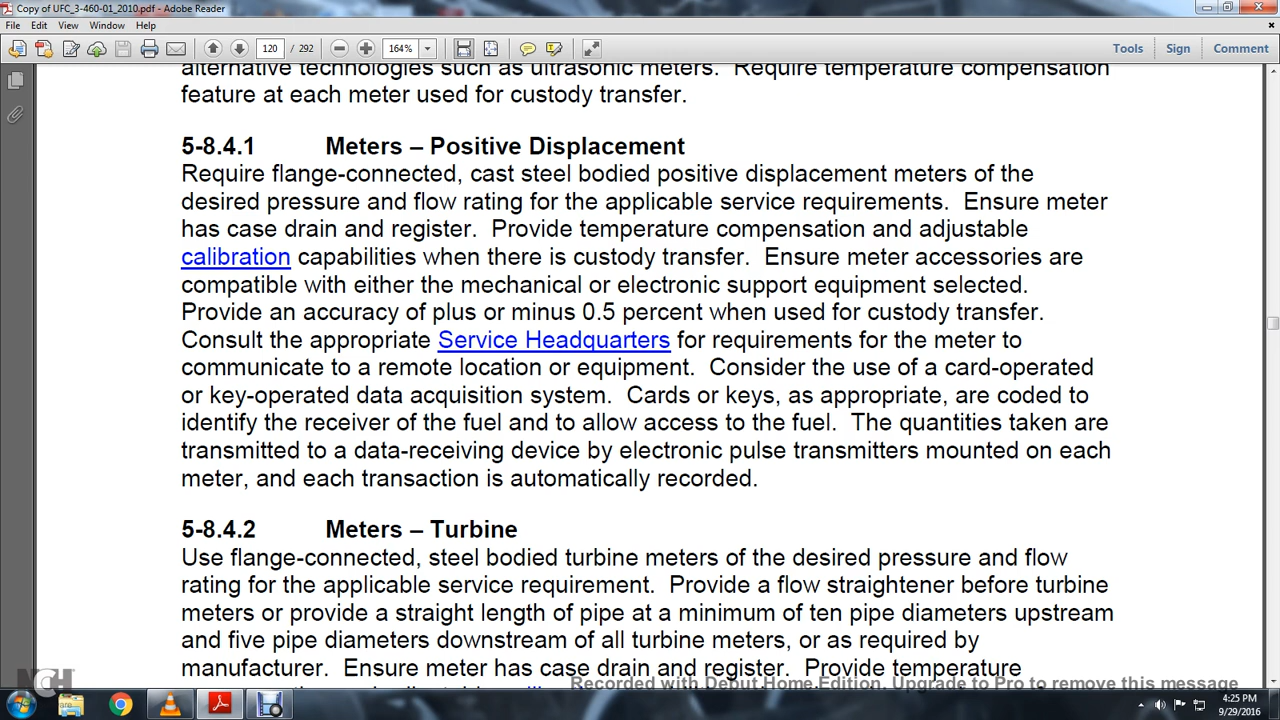 Copy of UFC_3-460-01_2010.pdf - Adobe Reader
File Edit View Window Help
120 / 292 164% Tools Sign Comment
alternative technologies such as ultrasonic meters. Require temperature compensation
feature at each meter used for custody transfer.
5-8.4.1 Meters – Positive Displacement
Require flange-connected, cast steel bodied positive displacement meters of the
desired pressure and flow rating for the applicable service requirements. Ensure meter
has case drain and register. Provide temperature compensation and adjustable
calibration capabilities when there is custody transfer. Ensure meter accessories are
compatible with either the mechanical or electronic support equipment selected.
Provide an accuracy of plus or minus 0.5 percent when used for custody transfer.
Consult the appropriate Service Headquarters for requirements for the meter to
communicate to a remote location or equipment. Consider the use of a card-operated
or key-operated data acquisition system. Cards or keys, as appropriate, are coded to
identify the receiver of the fuel and to allow access to the fuel. The quantities taken are
transmitted to a data-receiving device by electronic pulse transmitters mounted on each
meter, and each transaction is automatically recorded.
5-8.4.2 Meters – Turbine
Use flange-connected, steel bodied turbine meters of the desired pressure and flow
rating for the applicable service requirement. Provide a flow straightener before turbine
meters or provide a straight length of pipe at a minimum of ten pipe diameters upstream
and five pipe diameters downstream of all turbine meters, or as required by
manufacturer. Ensure meter has case drain and register. Provide temperature
Recorded with Debut Home Edition. Upgrade to Pro to remove this message
NCH
4:25 PM
9/29/2016